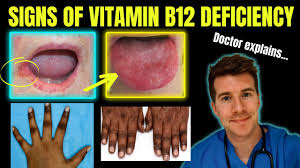 SIGNS OF VITAMIN B12 DEFICIENCY
Doctor explains...